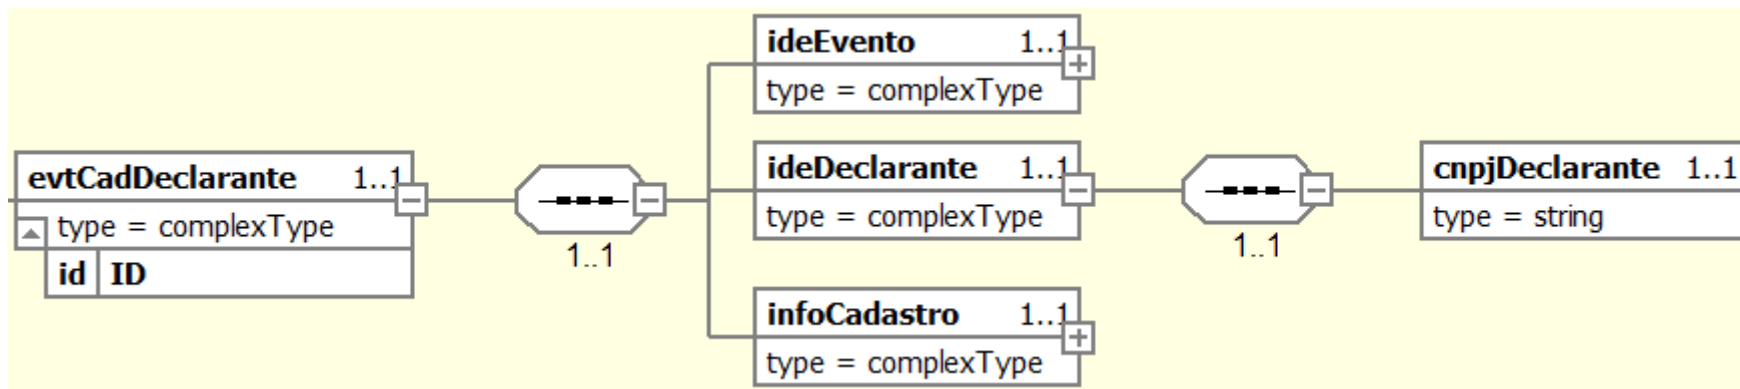 evtCadDeclarante 1..1
type = complexType
id ID
1..1
ideEvento 1..1
type = complexType
ideDeclarante 1..1
type = complexType
infoCadastro 1..1
type = complexType
1..1
cnpjDeclarante 1..1
type = string